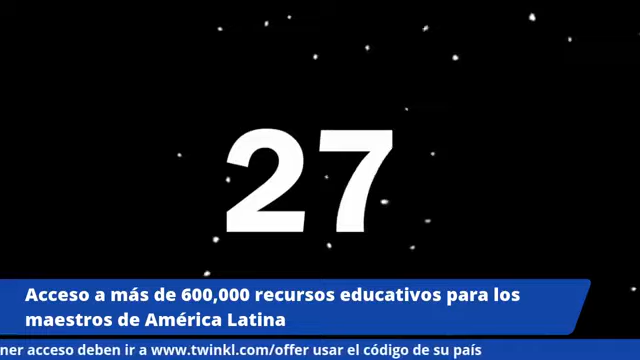 27
Acceso a más de 600,000 recursos educativos para los
maestros de América Latina
acceso deben ir a www.twinkl.com/offer usar el código de su país